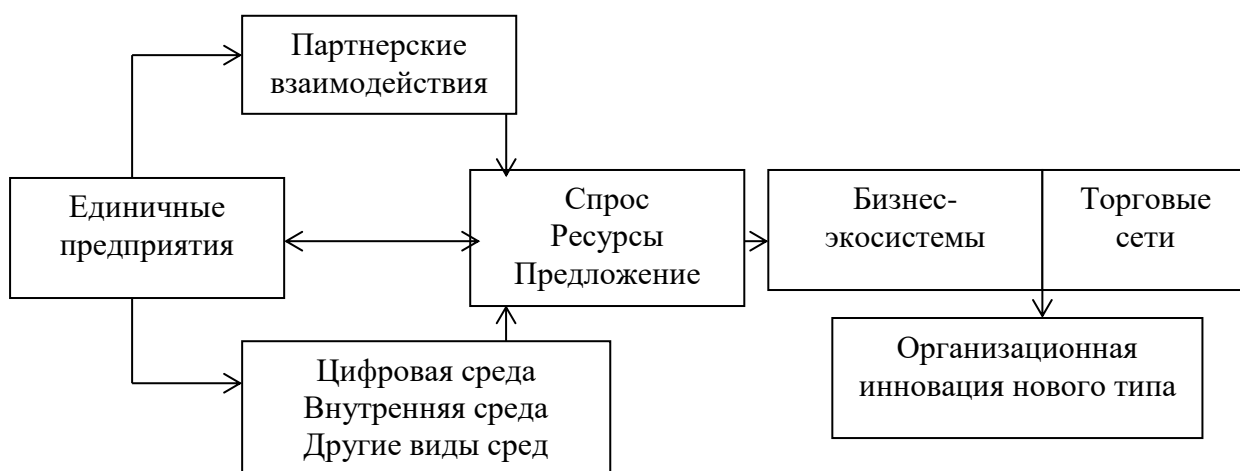 Партнерские
взаимодействия
Единичные
предприятия
Спрос
Ресурсы
Предложение
Бизнес-
экосистемы
Торговые
сети
Цифровая среда
Внутренняя среда
Другие виды сред
Организационная
инновация нового типа